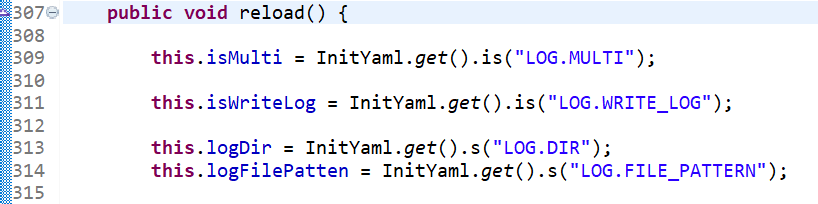 307 public void reload() {
308
309 this.isMulti = InitYaml.get().is("LOG.MULTI");
310
311 this.isWriteLog = InitYaml.get().is("LOG.WRITE_LOG");
312
313 this.logDir = InitYaml.get().s("LOG.DIR");
314 this.logFilePatten = InitYaml.get().s("LOG.FILE_PATTERN");
315